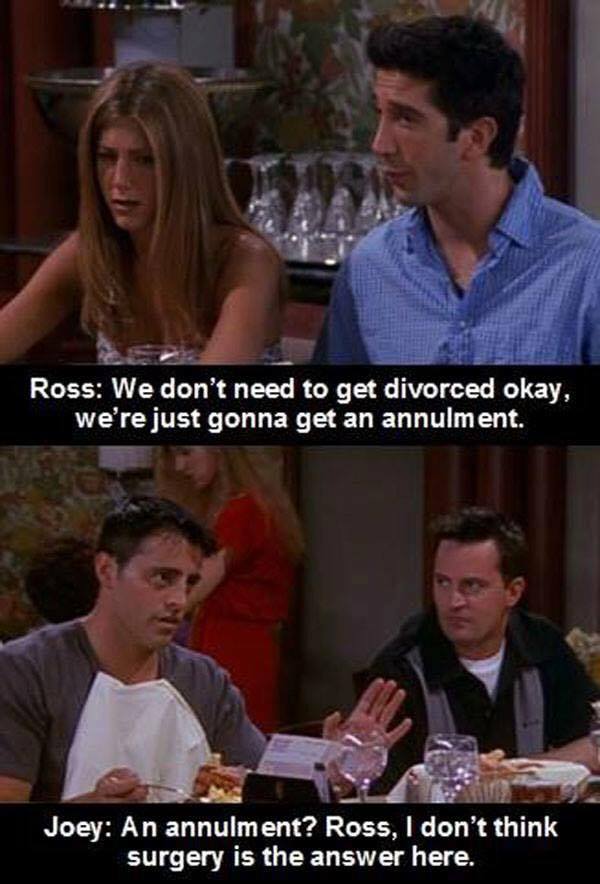 Ross: We don't need to get divorced okay,
we're just gonna get an annulment.
Joey: An annulment? Ross, I don't think
surgery is the answer here.